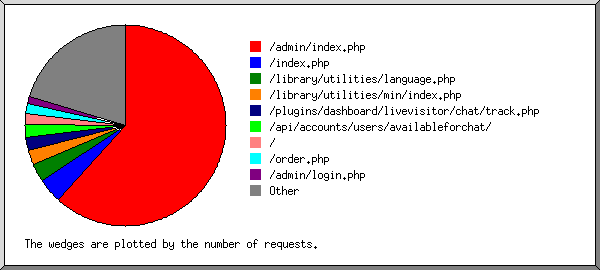 /admin/index.php
/index.php
/library/utilities/language.php
/library/utilities/min/index.php
/plugins/dashboard/livevisitor/chat/track.php
/api/accounts/users/availableforchat/
/
/order.php
/admin/login.php
Other
The wedges are plotted by the number of requests.